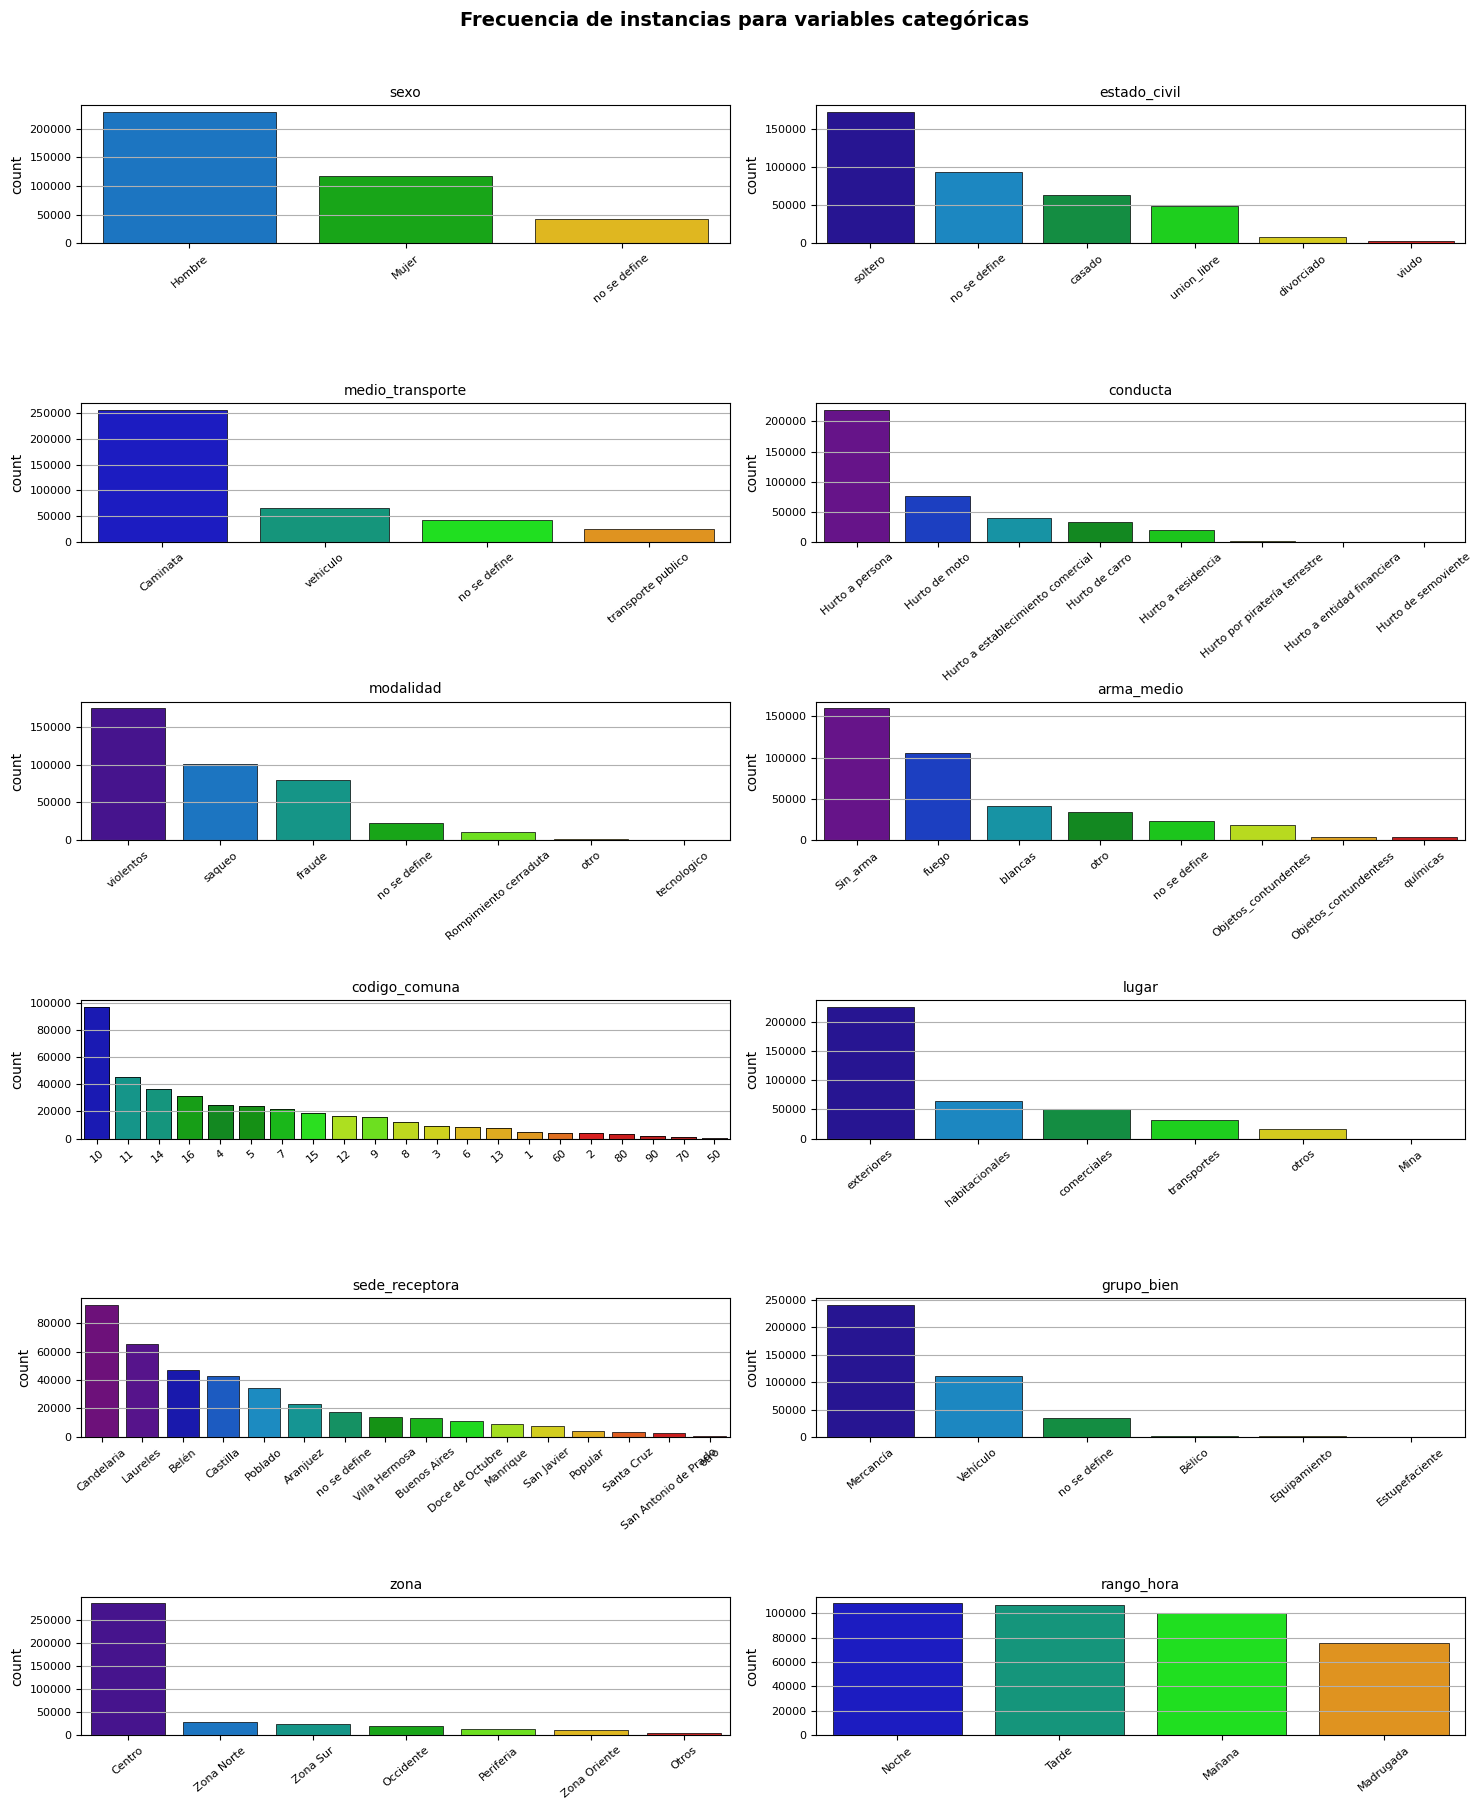 Frecuencia de instancias para variables categóricas
sexo
count
200000
150000
100000
50000
0
Hombre
Mujer
no se define
estado_civil
count
150000
100000
50000
0
soltero
no se define
casado
union_libre
divorciado
viudo
medio_transporte
count
250000
200000
150000
100000
50000
0
Caminata
vehiculo
no se define
transporte publico
conducta
count
200000
150000
100000
50000
0
Hurto a persona
Hurto de moto
Hurto a establecimiento comercial
Hurto de carro
Hurto a residencia
Hurto por piratería terrestre
Hurto a entidad financiera
Hurto de semoviente
modalidad
count
150000
100000
50000
0
violentos
saqueo
fraude
no se define
Rompimiento cerraduta
otro
tecnologico
arma_medio
count
150000
100000
50000
0
Sin_arma
fuego
blancas
otro
no se define
Objetos_contundentes
Objetos_contundentess
químicas
codigo_comuna
count
100000
80000
60000
40000
20000
0
10
11
14
16
4
5
7
15
12
9
8
3
6
13
1
60
2
80
90
70
50
lugar
count
200000
150000
100000
50000
0
exteriores
habitacionales
comerciales
transportes
otros
Mina
sede_receptora
count
80000
60000
40000
20000
0
Candelaria
Laureles
Belén
Castilla
Poblado
Aranjuez
no se define
Villa Hermosa
Buenos Aires
Doce de Octubre
Manrique
San Javier
Popular
Santa Cruz
San Antonio de Prado
otro
grupo_bien
count
250000
200000
150000
100000
50000
0
Mercancía
Vehículo
no se define
Bélico
Equipamiento
Estupefaciente
zona
count
250000
200000
150000
100000
50000
0
Centro
Zona Norte
Zona Sur
Occidente
Periferia
Zona Oriente
Otros
rango_hora
count
100000
80000
60000
40000
20000
0
Noche
Tarde
Mañana
Madrugada